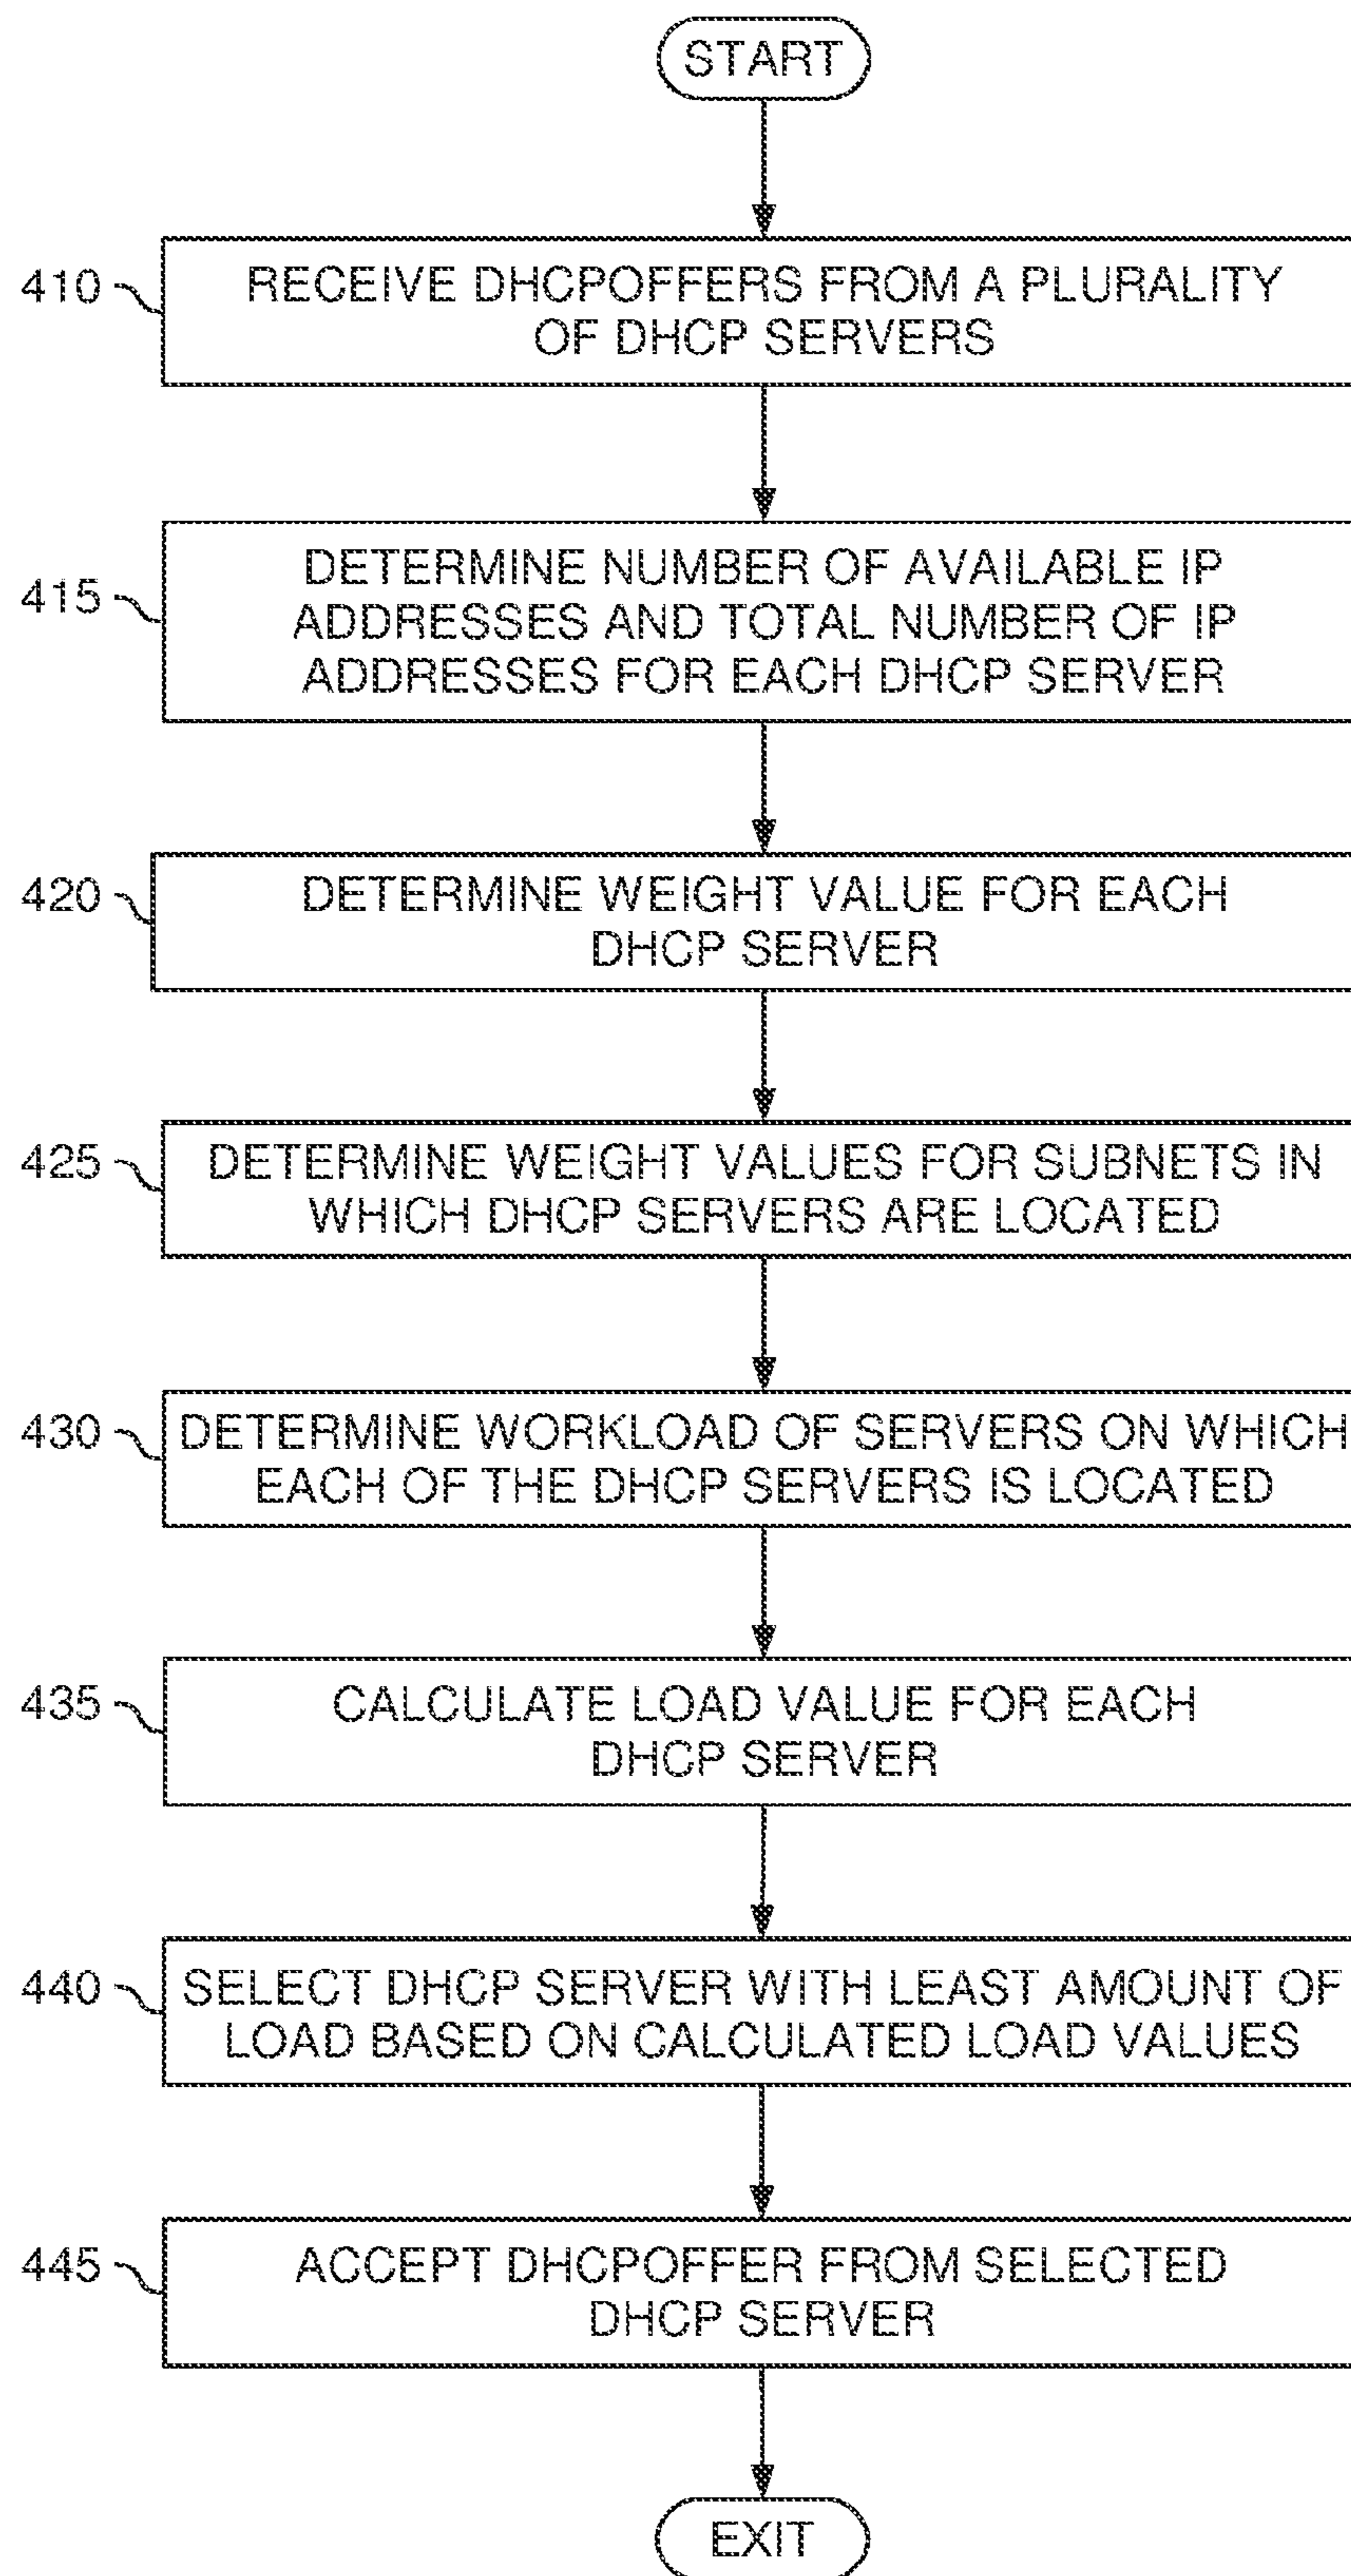 START
410
RECEIVE DHCPOFFERS FROM A PLURALITY
OF DHCP SERVERS
415
DETERMINE NUMBER OF AVAILABLE IP
ADDRESSES AND TOTAL NUMBER OF IP
ADDRESSES FOR EACH DHCP SERVER
420
DETERMINE WEIGHT VALUE FOR EACH
DHCP SERVER
425
DETERMINE WEIGHT VALUES FOR SUBNETS IN
WHICH DHCP SERVERS ARE LOCATED
430
DETERMINE WORKLOAD OF SERVERS ON WHICH
EACH OF THE DHCP SERVERS IS LOCATED
435
CALCULATE LOAD VALUE FOR EACH
DHCP SERVER
440
SELECT DHCP SERVER WITH LEAST AMOUNT OF
LOAD BASED ON CALCULATED LOAD VALUES
445
ACCEPT DHCPOFFER FROM SELECTED
DHCP SERVER
EXIT